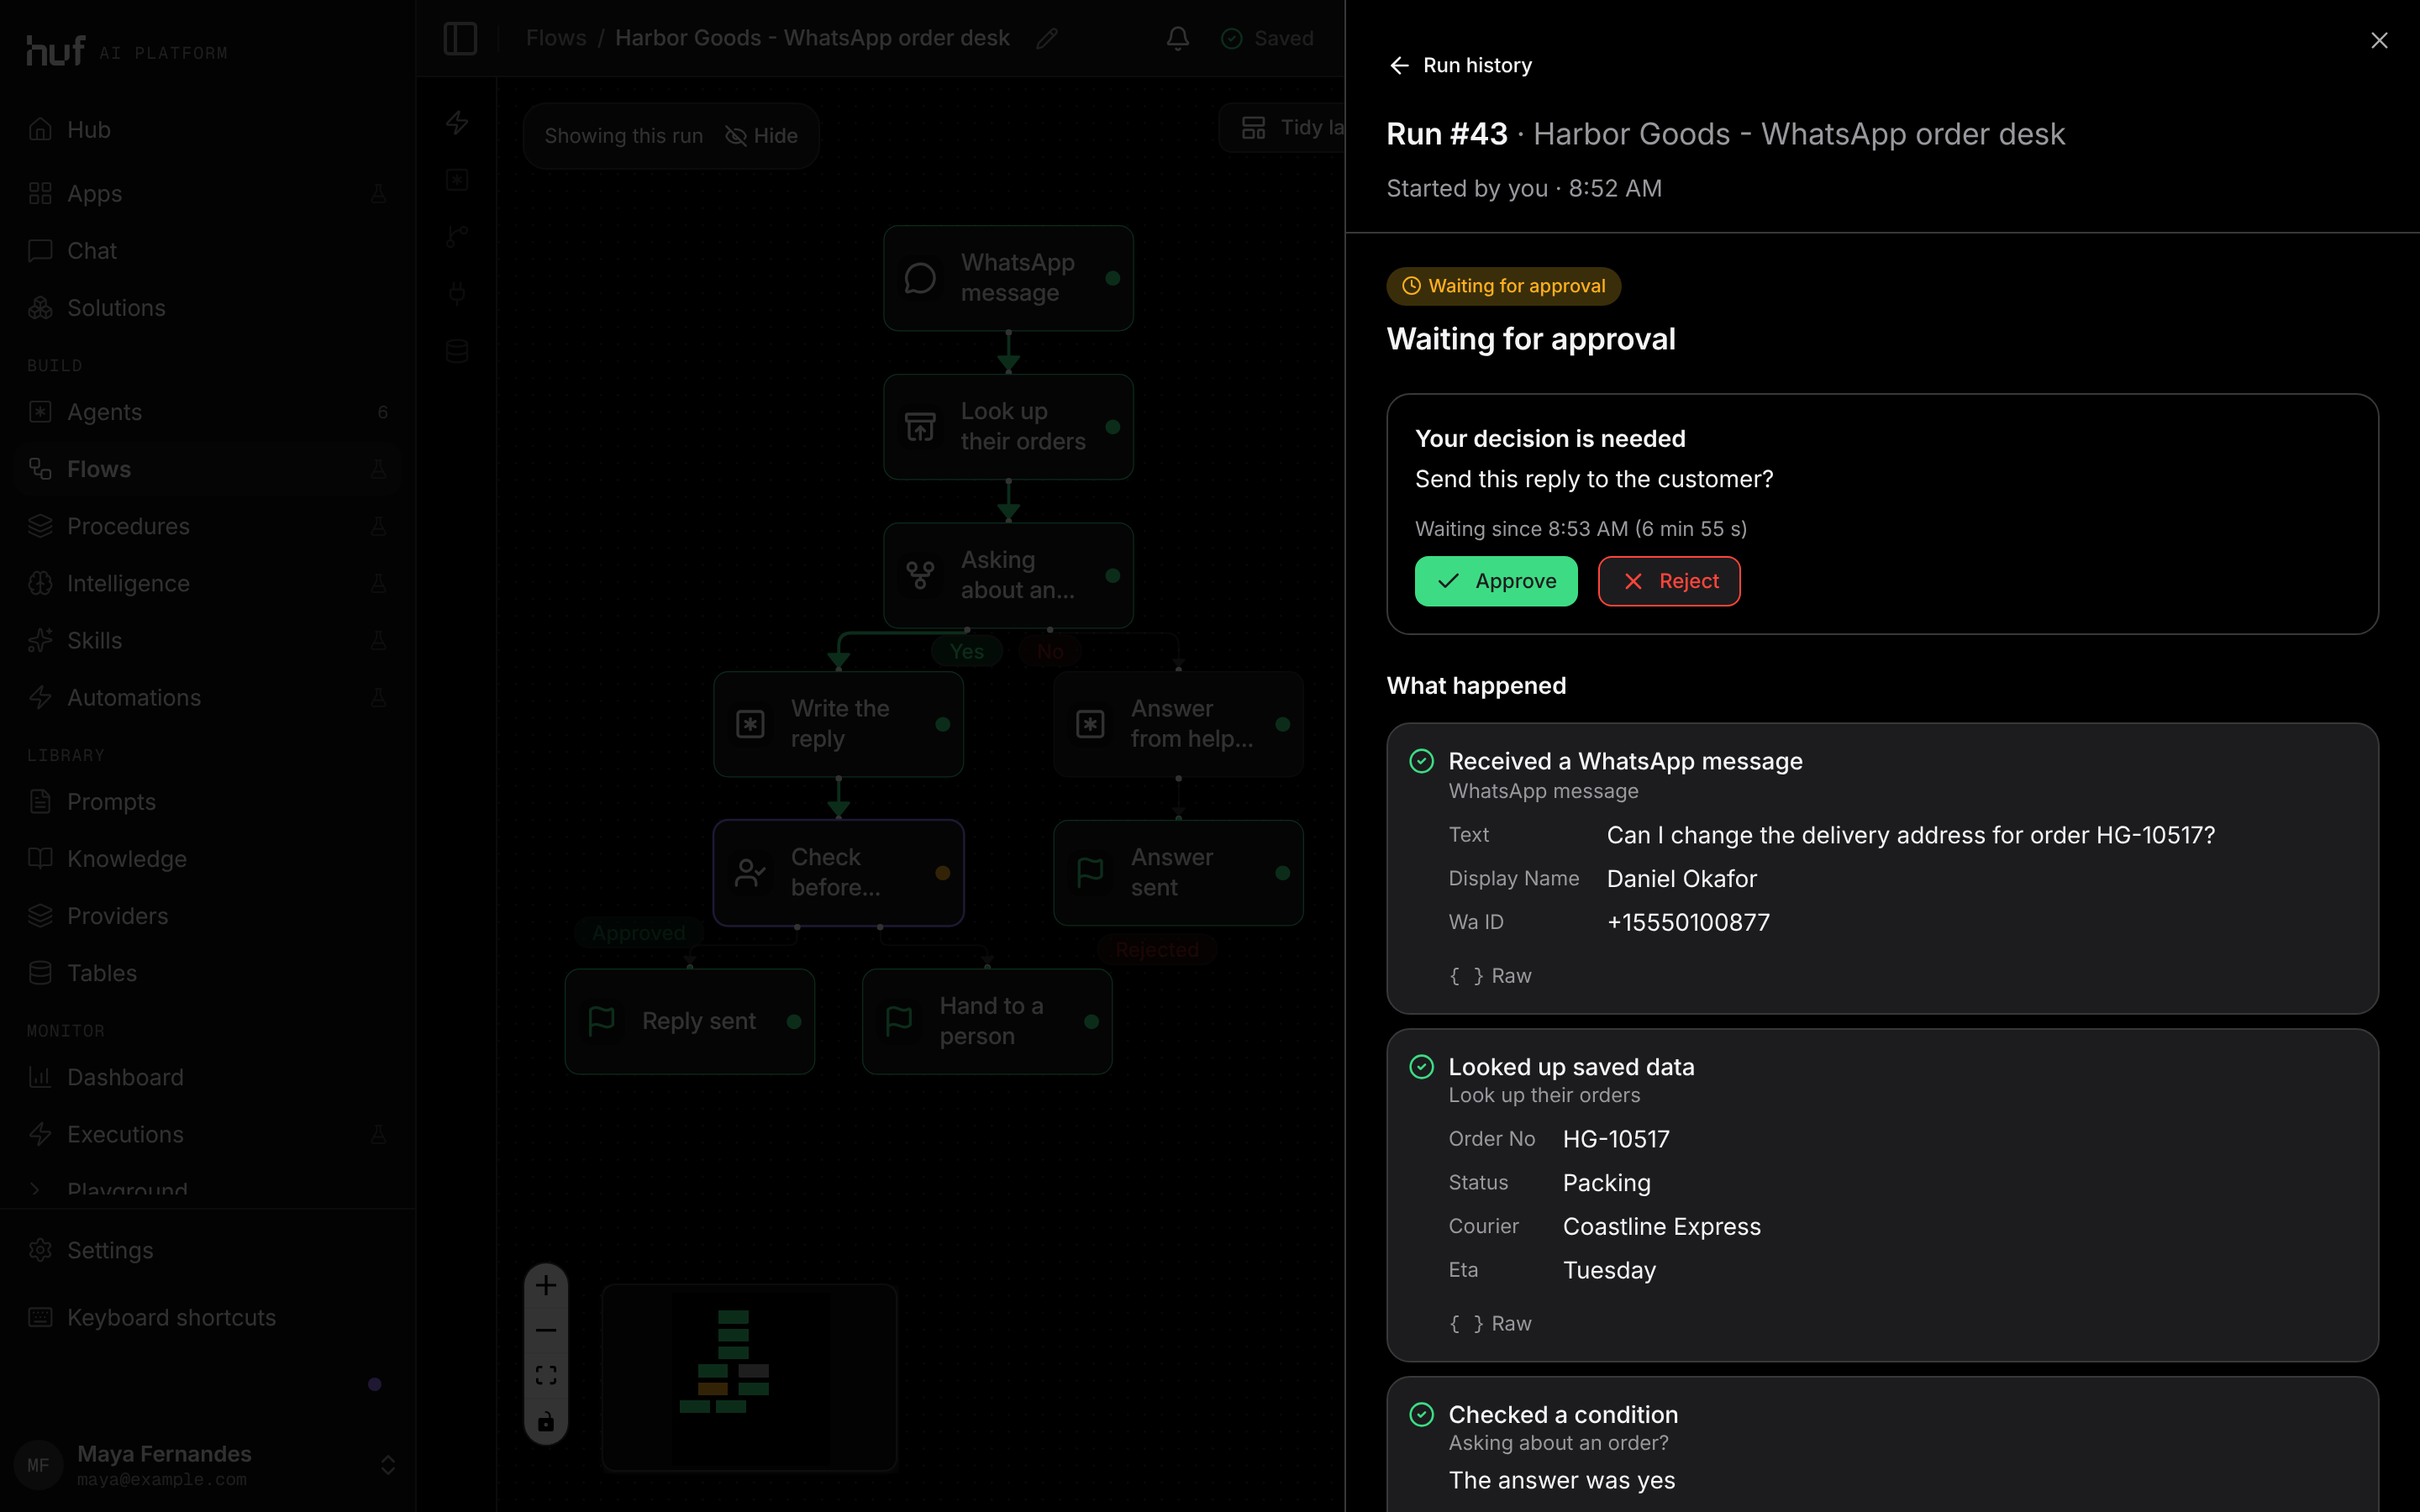 huf AI PLATFORM
Hub
Apps
Chat
Solutions
BUILD
Agents 6
Flows
Procedures
Intelligence
Skills
Automations
LIBRARY
Prompts
Knowledge
Providers
Tables
MONITOR
Dashboard
Executions
Playground
Settings
Keyboard shortcuts
MF
Maya Fernandes
maya@example.com
Flows / Harbor Goods - WhatsApp order desk
Saved
Showing this run Hide
Tidy la
WhatsApp
message
Look up
their orders
Asking
about an...
Yes No
Write the
reply
Answer
from help...
Check
before...
Answer
sent
Approved
Rejected
Reply sent
Hand to a
person
Run history
Run #43 · Harbor Goods - WhatsApp order desk
Started by you · 8:52 AM
Waiting for approval
Waiting for approval
Your decision is needed
Send this reply to the customer?
Waiting since 8:53 AM (6 min 55 s)
Approve Reject
What happened
Received a WhatsApp message
WhatsApp message
Text Can I change the delivery address for order HG-10517?
Display Name Daniel Okafor
Wa ID +15550100877
{ } Raw
Looked up saved data
Look up their orders
Order No HG-10517
Status Packing
Courier Coastline Express
Eta Tuesday
{ } Raw
Checked a condition
Asking about an order?
The answer was yes